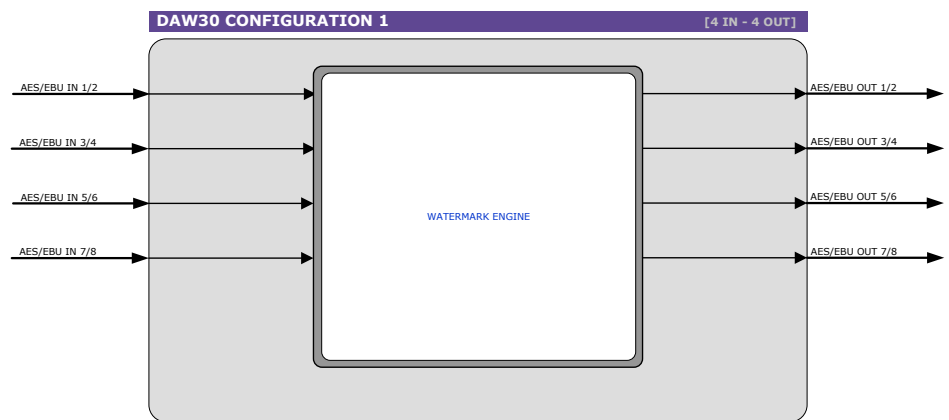 DAW30 CONFIGURATION 1 [4 IN - 4 OUT]
AES/EBU IN 1/2 AES/EBU OUT 1/2
AES/EBU IN 3/4 AES/EBU OUT 3/4
AES/EBU IN 5/6 AES/EBU OUT 5/6
WATERMARK ENGINE
AES/EBU IN 7/8 AES/EBU OUT 7/8